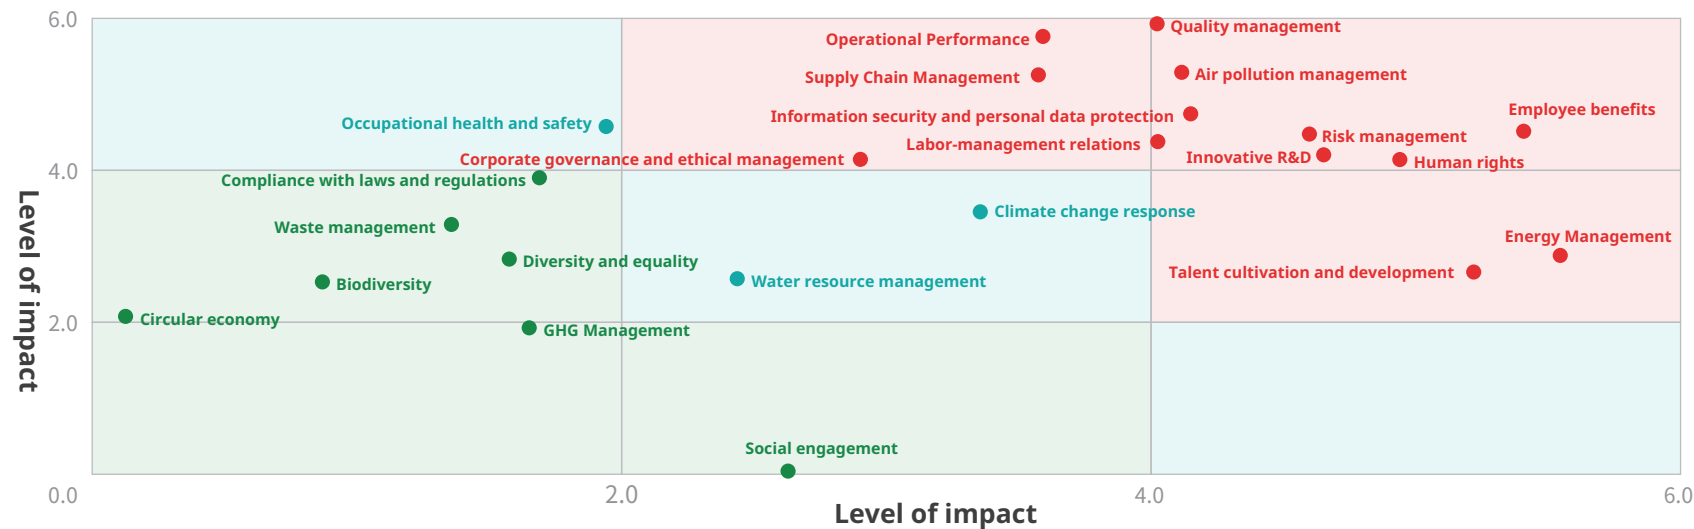 6.0
Quality management
Operational Performance
Supply Chain Management
Air pollution management
Information security and personal data protection
Employee benefits
Occupational health and safety
Risk management
Labor-management relations
Corporate governance and ethical management
Innovative R&D
Human rights
4.0
Compliance with laws and regulations
Climate change response
Waste management
Energy Management
Diversity and equality
Talent cultivation and development
Biodiversity
Water resource management
Circular economy
2.0
GHG Management
Level of impact
Social engagement
0.0
2.0
4.0
6.0
Level of impact